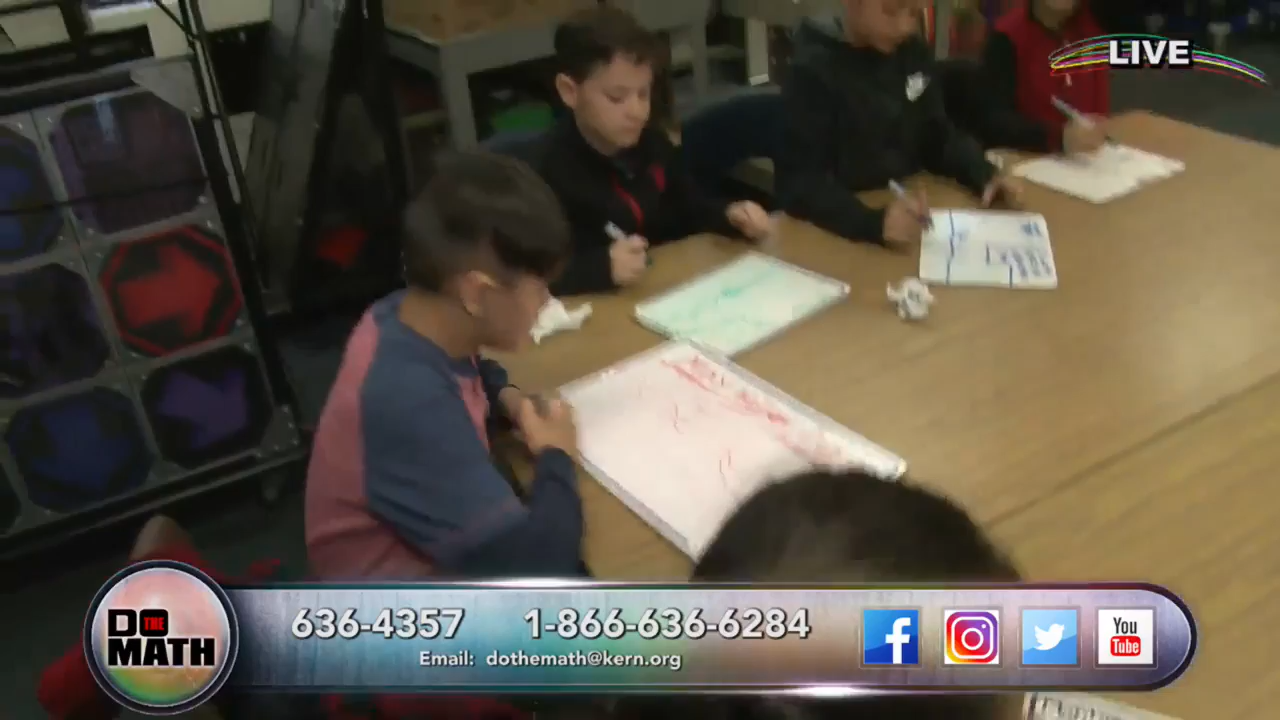 LIVE
DO THE MATH
636-4357 1-866-636-6284
Email: dothemath@kern.org
You Tube